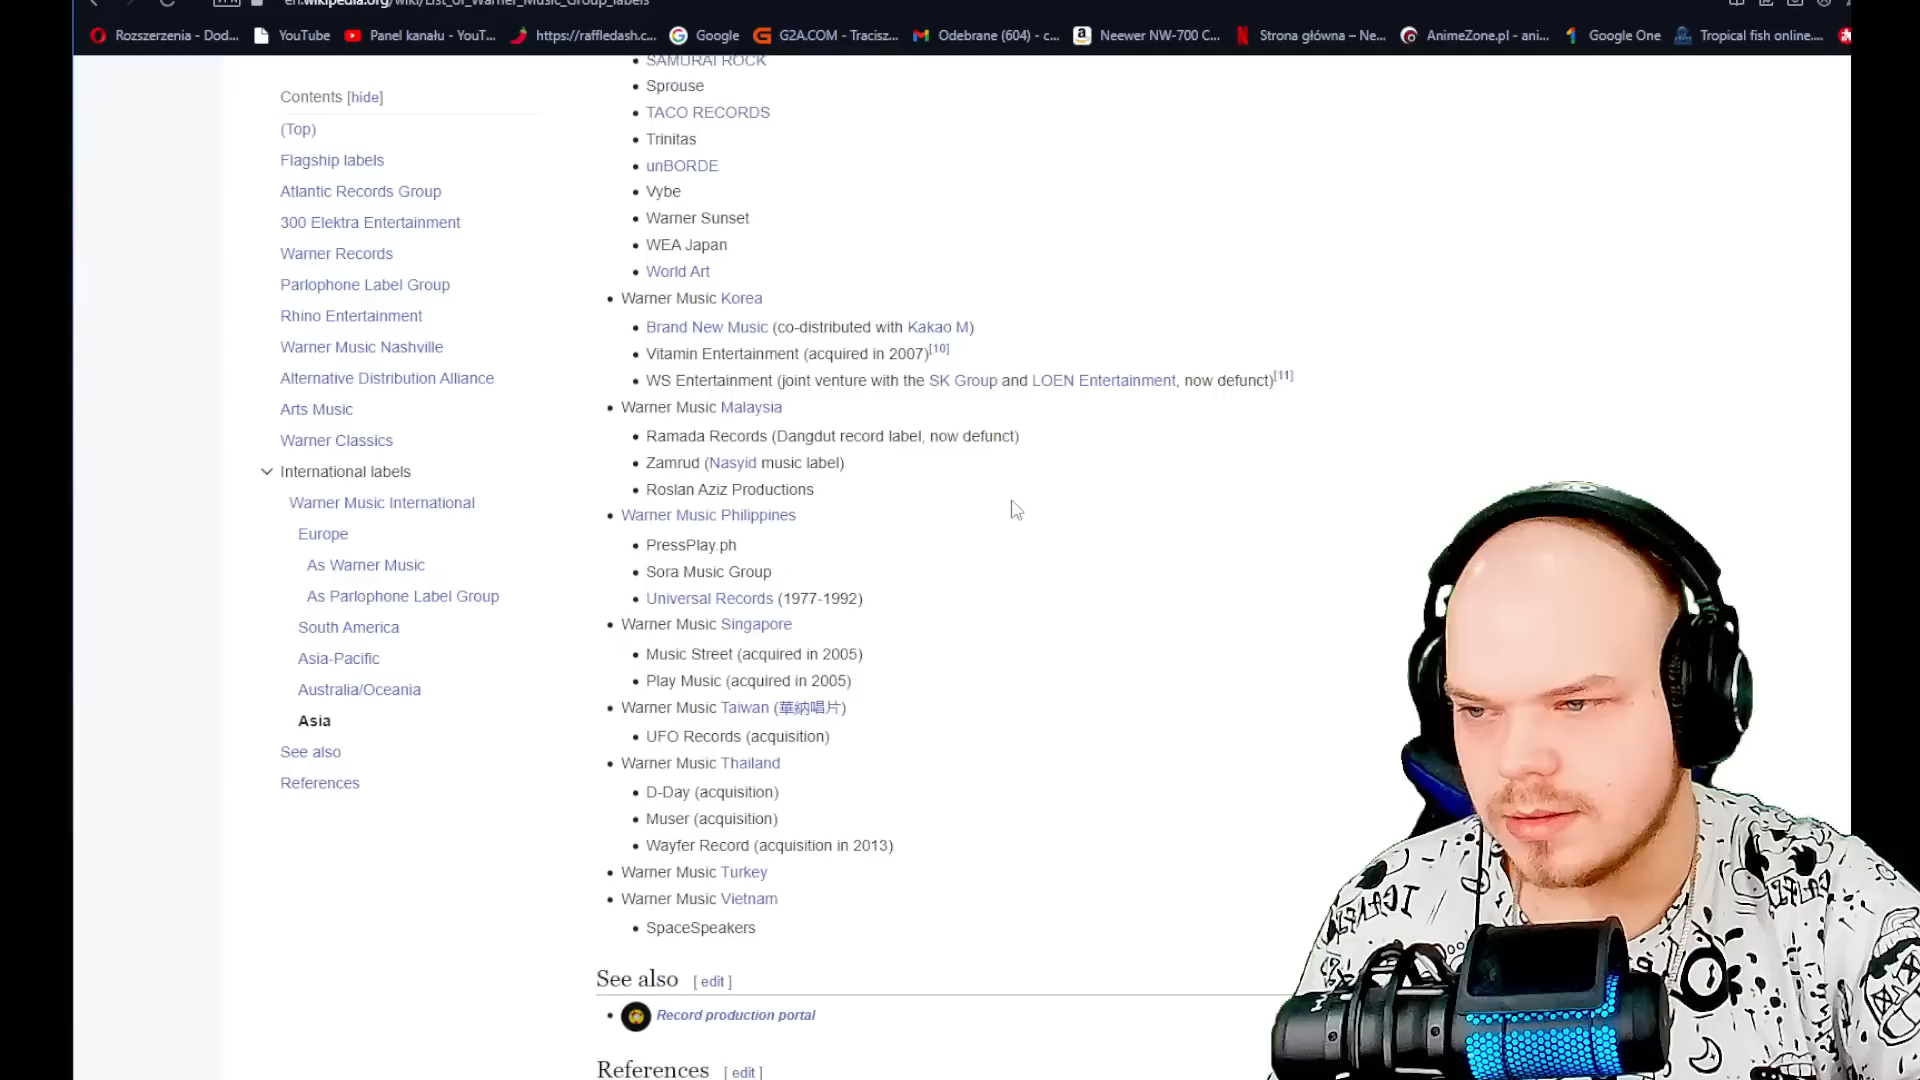 en.wikipedia.org/wiki/List_of_Warner_Music_Group_labels
Rozszerzenia - Dod...
YouTube
Panel kanału - YouT...
https://raffledash.c...
Google
G2A.COM - Tracisz...
Odebrane (604) - c...
Neewer NW-700 C...
Strona główna – Ne...
AnimeZone.pl - ani...
Google One
Tropical fish online....
Contents [hide]
(Top)
Flagship labels
Atlantic Records Group
300 Elektra Entertainment
Warner Records
Parlophone Label Group
Rhino Entertainment
Warner Music Nashville
Alternative Distribution Alliance
Arts Music
Warner Classics
International labels
Warner Music International
Europe
As Warner Music
As Parlophone Label Group
South America
Asia-Pacific
Australia/Oceania
Asia
See also
References
SAMURAI ROCK
Sprouse
TACO RECORDS
Trinitas
unBORDE
Vybe
Warner Sunset
WEA Japan
World Art
Warner Music Korea
Brand New Music (co-distributed with Kakao M)
Vitamin Entertainment (acquired in 2007)[10]
WS Entertainment (joint venture with the SK Group and LOEN Entertainment, now defunct)[11]
Warner Music Malaysia
Ramada Records (Dangdut record label, now defunct)
Zamrud (Nasyid music label)
Roslan Aziz Productions
Warner Music Philippines
PressPlay.ph
Sora Music Group
Universal Records (1977-1992)
Warner Music Singapore
Music Street (acquired in 2005)
Play Music (acquired in 2005)
Warner Music Taiwan (華納唱片)
UFO Records (acquisition)
Warner Music Thailand
D-Day (acquisition)
Muser (acquisition)
Wayfer Record (acquisition in 2013)
Warner Music Turkey
Warner Music Vietnam
SpaceSpeakers
See also [ edit ]
Record production portal
References [ edit ]